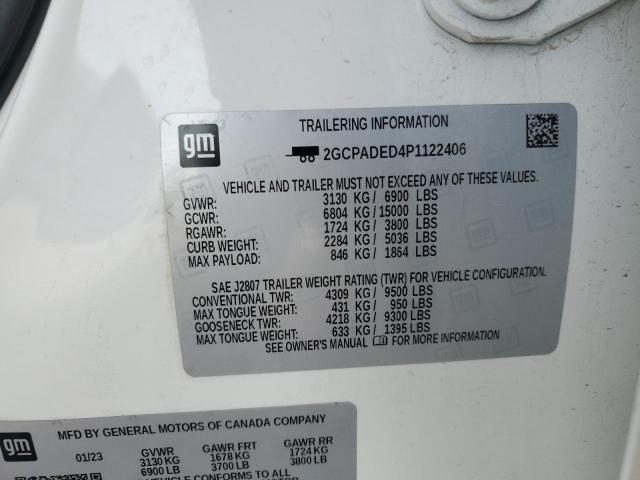 gm
TRAILERING INFORMATION
2GCPADED4P1122406
VEHICLE AND TRAILER MUST NOT EXCEED ANY OF THESE VALUES.
GVWR: 3130 KG/ 6900 LBS
GCWR: 6804 KG/15000 LBS
RGAWR: 1724 KG/ 3800 LBS
CURB WEIGHT: 2284 KG/ 5036 LBS
MAX PAYLOAD: 846 KG/ 1864 LBS
SAE J2807 TRAILER WEIGHT RATING (TWR) FOR VEHICLE CONFIGURATION.
CONVENTIONAL TWR: 4309 KG/ 9500 LBS
MAX TONGUE WEIGHT: 431 KG/ 950 LBS
GOOSENECK TWR: 4218 KG/ 9300 LBS
MAX TONGUE WEIGHT: 633 KG/ 1395 LBS
SEE OWNER'S MANUAL FOR MORE INFORMATION
gm
MFD BY GENERAL MOTORS OF CANADA COMPANY
01/23 GVWR GAWR FRT GAWR RR
3130 KG 1678 KG 1724 KG
6900 LB 3700 LB 3800 LB
VEHICLE CONFORMS TO ALL